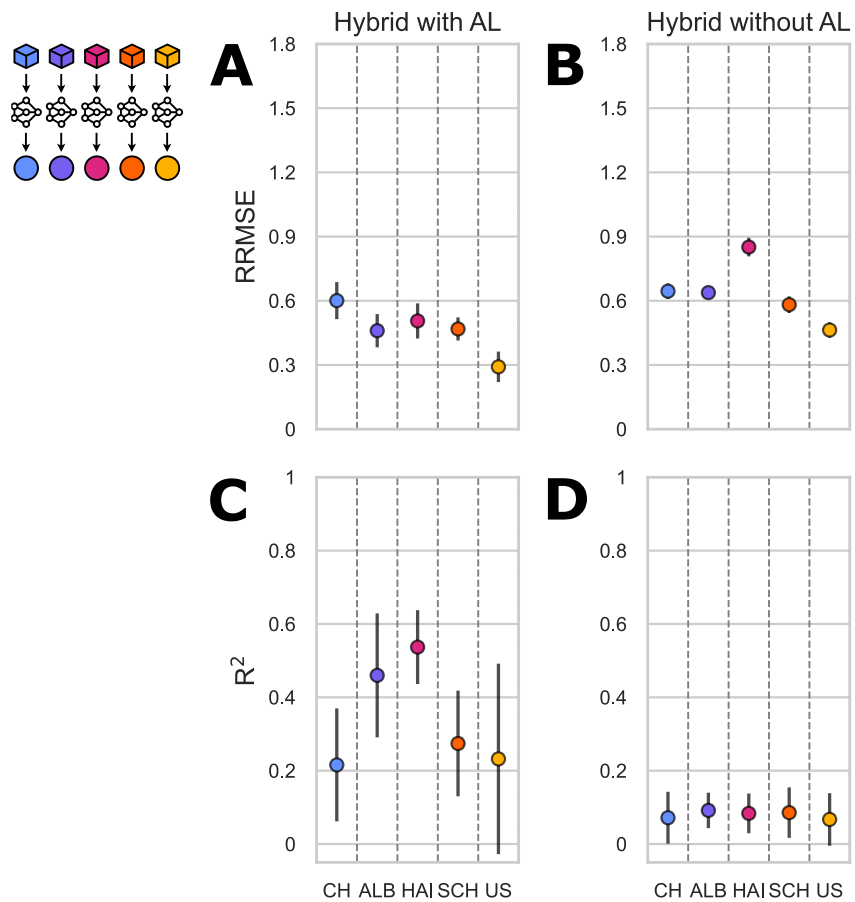 Hybrid with AL
Hybrid without AL
A
B
1.8
1.5
1.2
0.9
0.6
0.3
0
RRMSE
1.8
1.5
1.2
0.9
0.6
0.3
0
C
D
1
0.8
0.6
0.4
0.2
0
R²
1
0.8
0.6
0.4
0.2
0
CH ALB HAI SCH US
CH ALB HAI SCH US